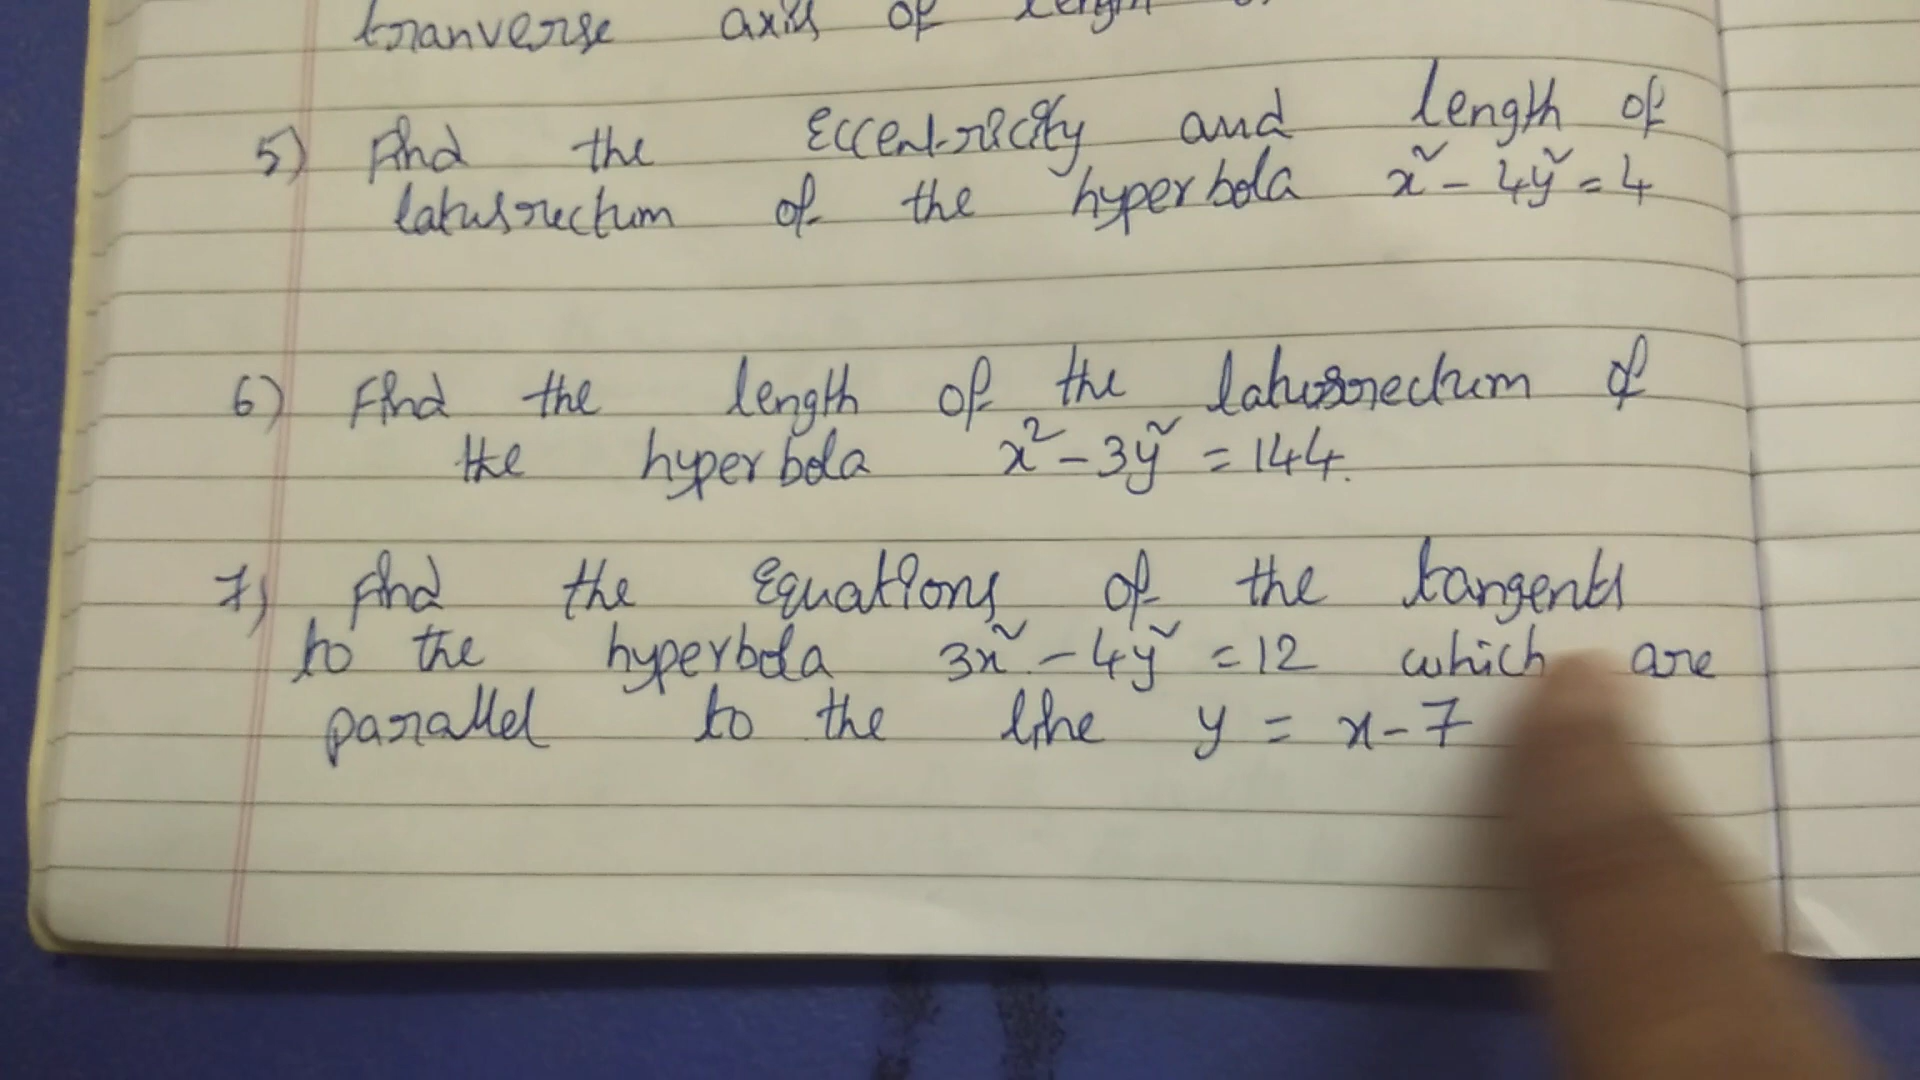 tranverse axis of length
5) Find the Eccentricity and length of
latusrectum of the hyperbola x² - 4y² = 4
6) Find the length of the latusrectum of
the hyperbola x² - 3y² = 144.
7) Find the Equations of the tangents
to the hyperbola 3x² - 4y² = 12 which are
parallel to the line y = x - 7